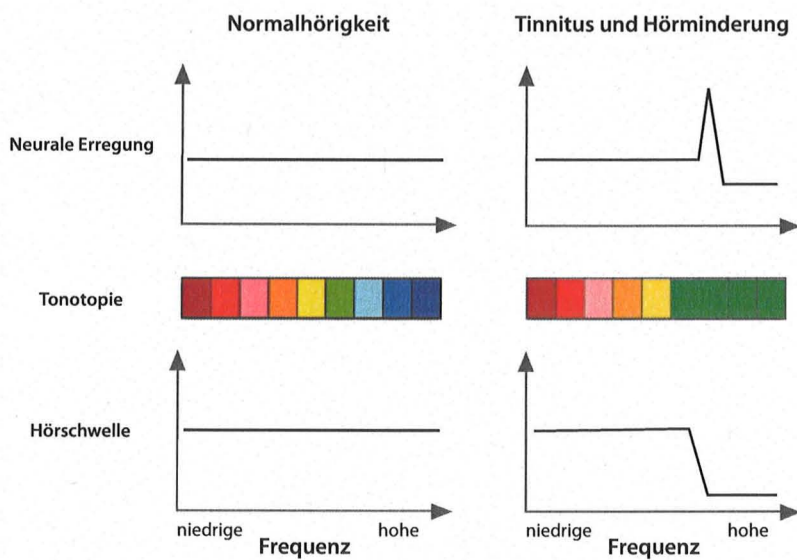 Normalhörigkeit
Tinnitus und Hörminderung
Neurale Erregung
Tonotopie
Hörschwelle
niedrige
hohe
Frequenz
niedrige
hohe
Frequenz